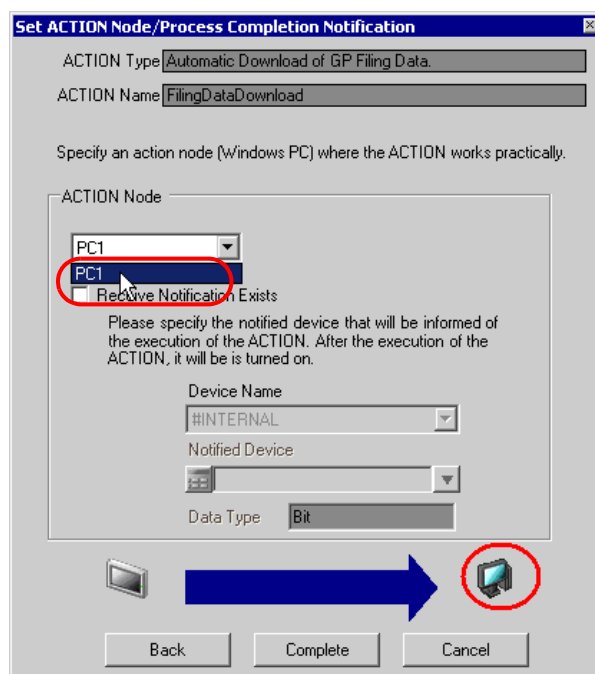 Set ACTION Node/Process Completion Notification
ACTION Type Automatic Download of GP Filing Data.
ACTION Name FilingDataDownload
Specify an action node (Windows PC) where the ACTION works practically.
ACTION Node
PC1
PC1
Receive Notification Exists
Please specify the notified device that will be informed of
the execution of the ACTION. After the execution of the
ACTION, it will be is turned on.
Device Name
#INTERNAL
Notified Device
Data Type Bit
Back Complete Cancel